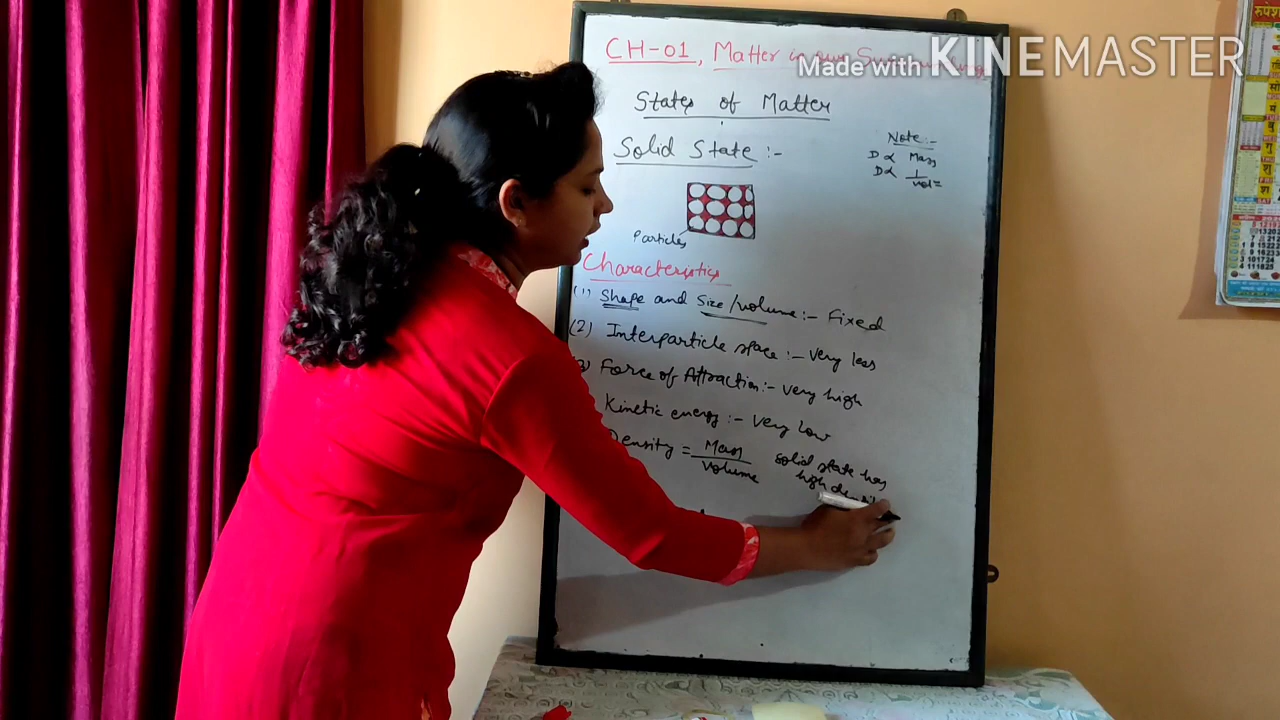 CH-01, Matter in our Surrounding
Made with KINEMASTER
States of Matter
Solid State :-
Note :-
D ∝ Mass
D ∝ 1/vol=
Particles
Characteristics
(1) Shape and Size/volume :- Fixed
(2) Interparticle space :- very less
3) Force of Attraction :- very high
Kinetic energy :- very low
Density = Mass/volume
solid state has
high
रुपेश